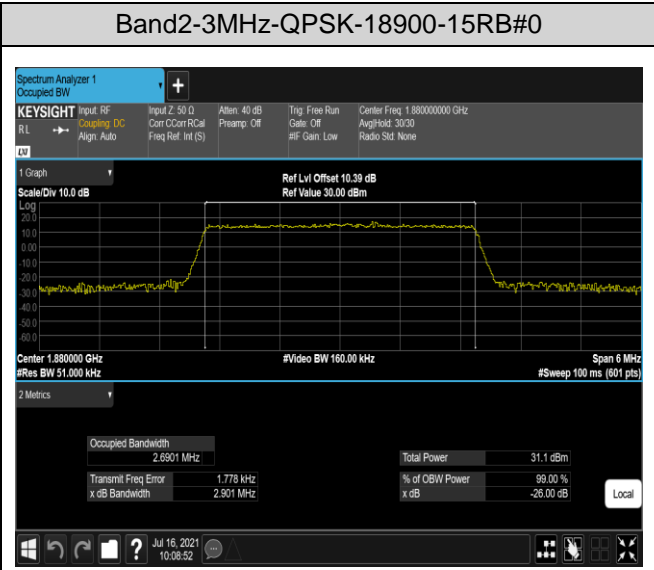 Band2-3MHz-QPSK-18900-15RB#0
Spectrum Analyzer 1
Occupied BW
+
KEYSIGHT
RL
LXI
Input: RF
Coupling: DC
Align: Auto
Input Z: 50 Ω
Corr CCorr RCal
Freq Ref: Int (S)
Atten: 40 dB
Preamp: Off
Trig: Free Run
Gate: Off
#IF Gain: Low
Center Freq: 1.880000000 GHz
Avg|Hold: 30/30
Radio Std: None
1 Graph
Scale/Div 10.0 dB
Ref Lvl Offset 10.39 dB
Ref Value 30.00 dBm
Log
20.0
10.0
0.00
-10.0
-20.0
-30.0
-40.0
-50.0
-60.0
Center 1.880000 GHz
#Video BW 160.00 kHz
Span 6 MHz
#Res BW 51.000 kHz
#Sweep 100 ms (601 pts)
2 Metrics
Occupied Bandwidth
2.6901 MHz
Total Power 31.1 dBm
Transmit Freq Error 1.778 kHz
% of OBW Power 99.00 %
x dB Bandwidth 2.901 MHz
x dB -26.00 dB
Local
?
Jul 16, 2021
10:08:52